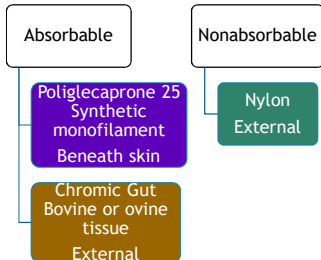 Absorbable
Nonabsorbable
Poliglecaprone 25
Synthetic
monofilament
Beneath skin
Nylon
External
Chromic Gut
Bovine or ovine
tissue
External